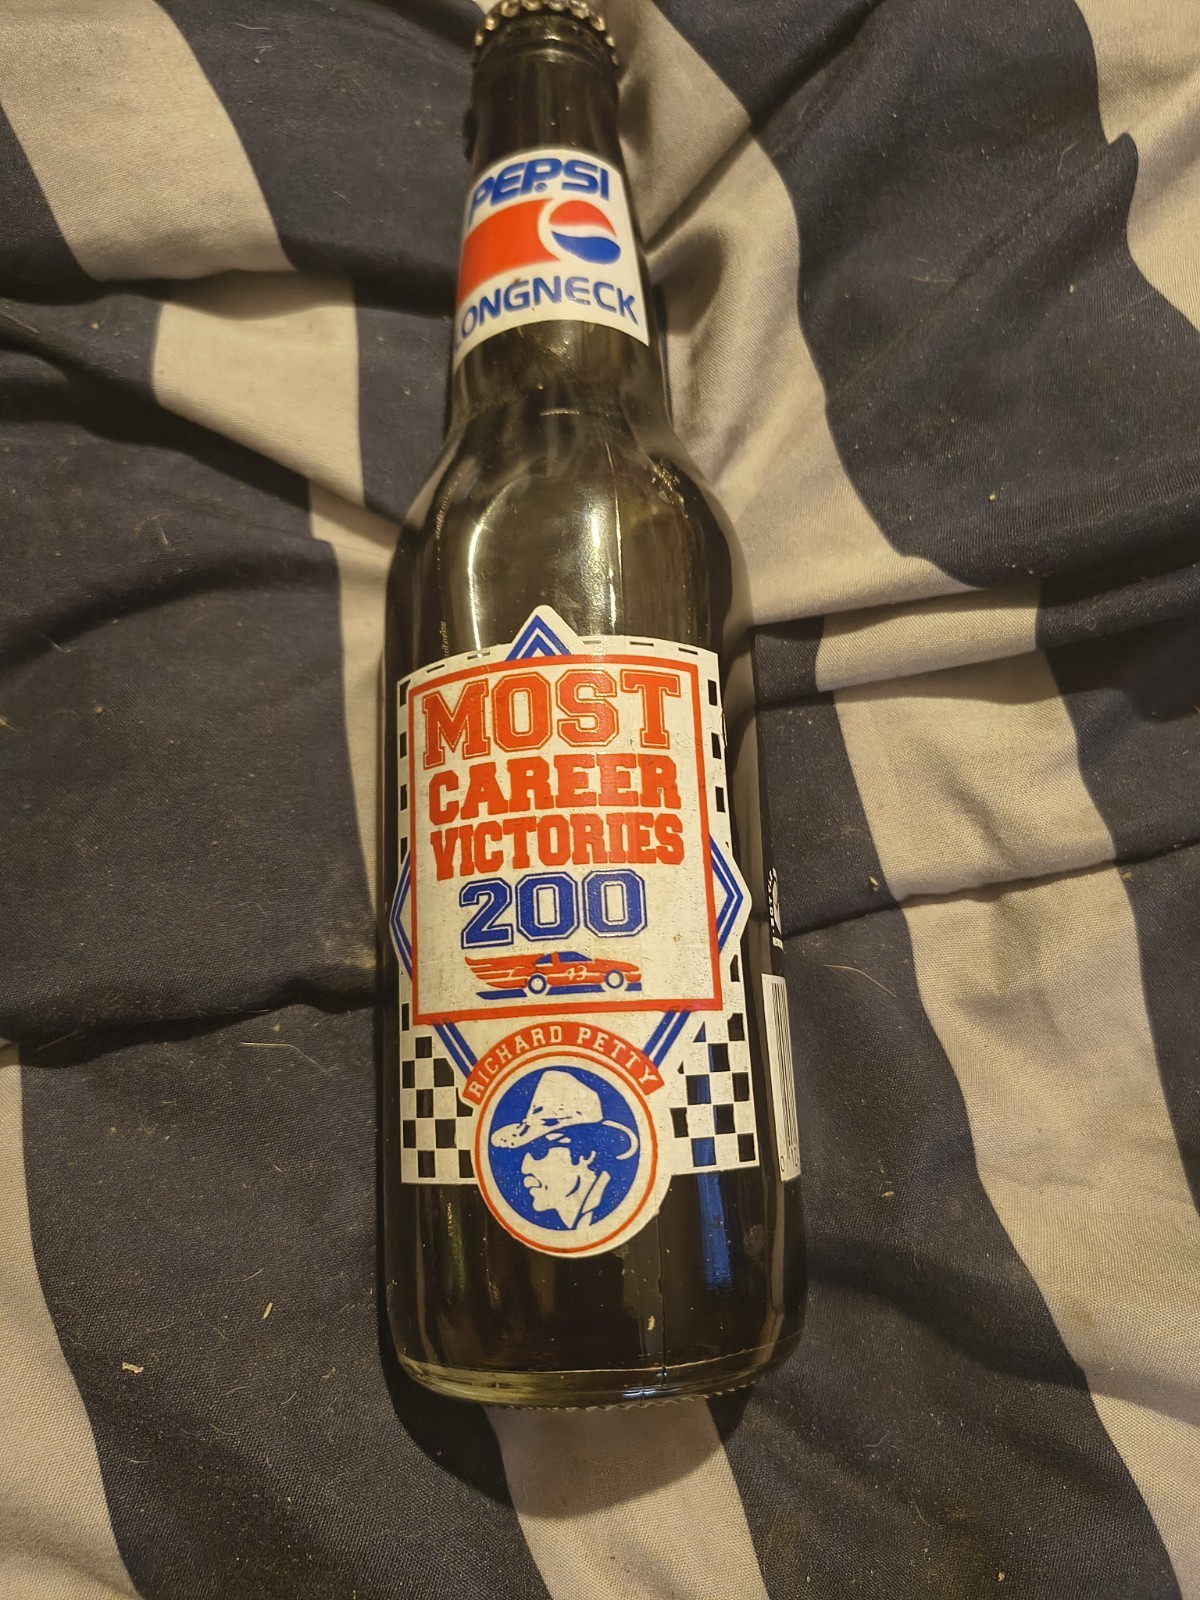 PEPSI
LONGNECK
MOST
CAREER
VICTORIES
200
43
RICHARD PETTY